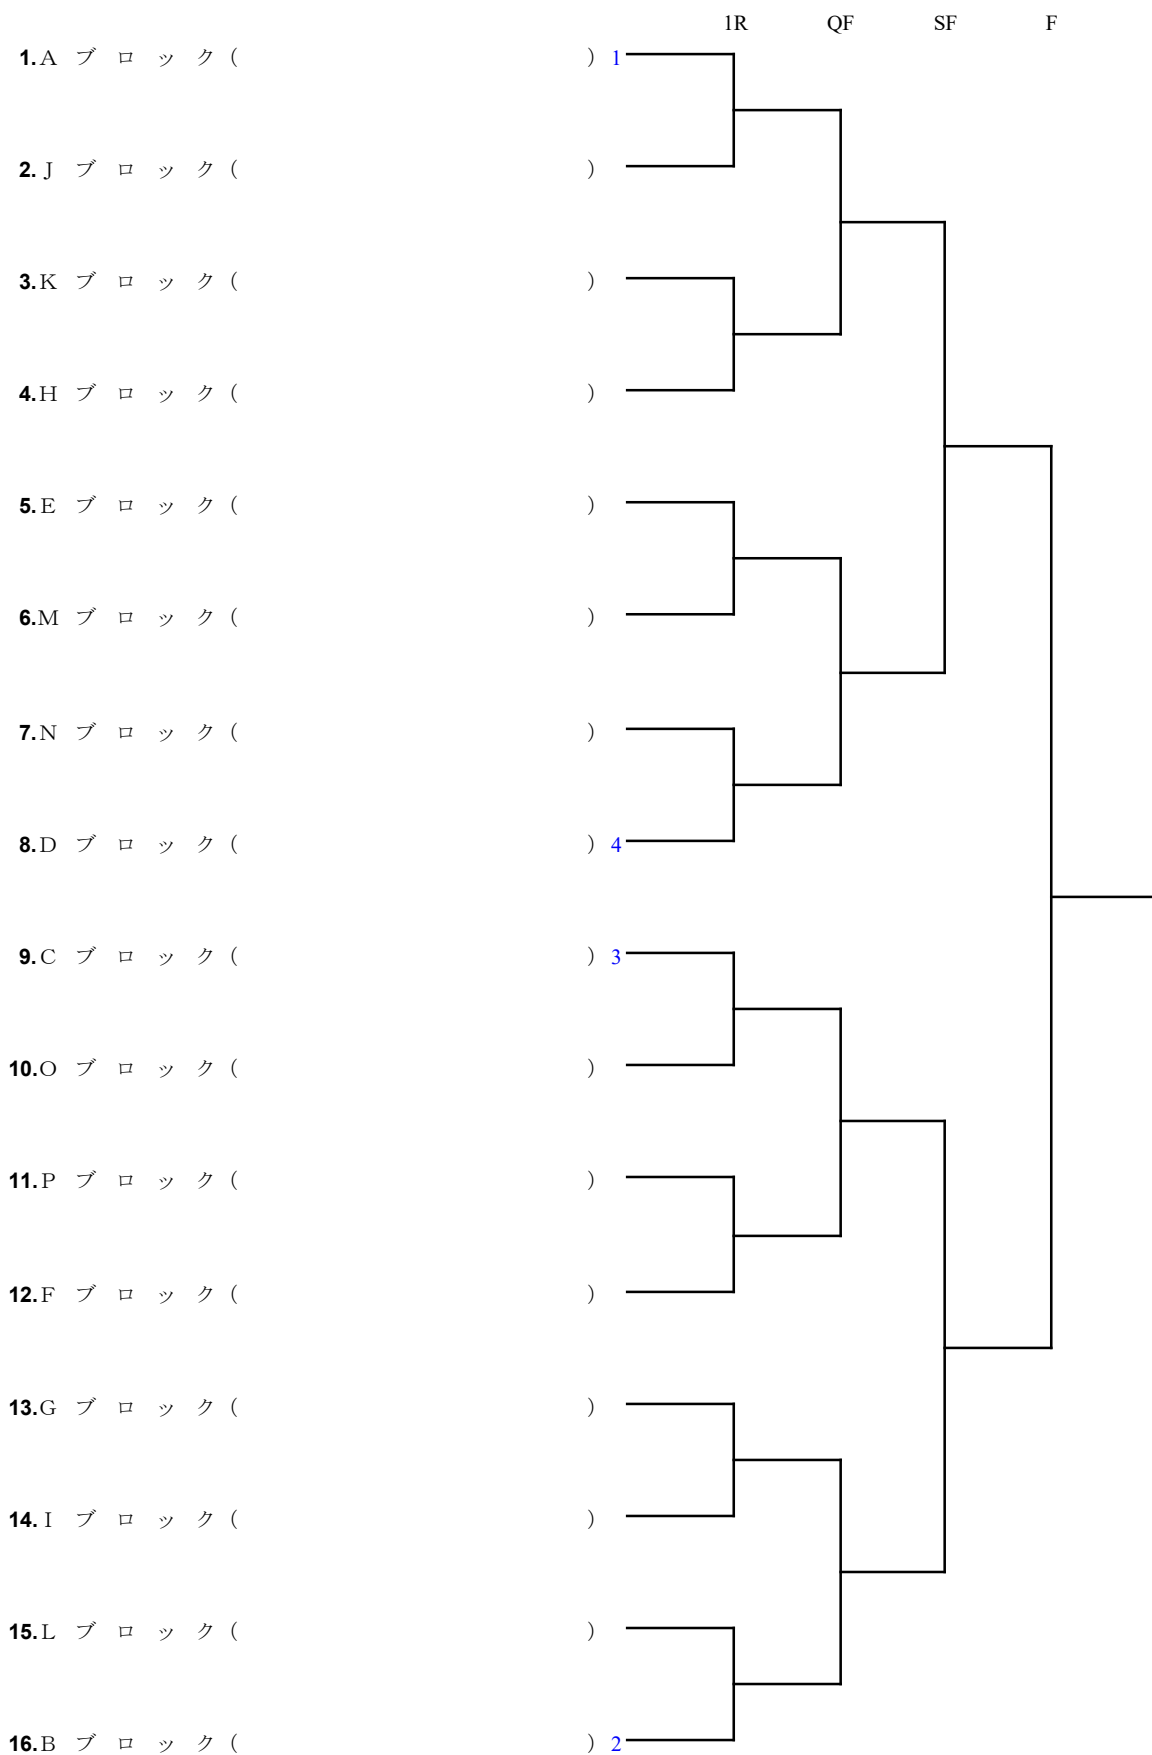 1R QF SF F
1.A ブ ロ ッ ク ( ) 1
2. J ブ ロ ッ ク ( )
3.K ブ ロ ッ ク ( )
4.H ブ ロ ッ ク ( )
5.E ブ ロ ッ ク ( )
6.M ブ ロ ッ ク ( )
7.N ブ ロ ッ ク ( )
8.D ブ ロ ッ ク ( ) 4
9.C ブ ロ ッ ク ( ) 3
10.O ブ ロ ッ ク ( )
11.P ブ ロ ッ ク ( )
12.F ブ ロ ッ ク ( )
13.G ブ ロ ッ ク ( )
14. I ブ ロ ッ ク ( )
15.L ブ ロ ッ ク ( )
16.B ブ ロ ッ ク ( ) 2